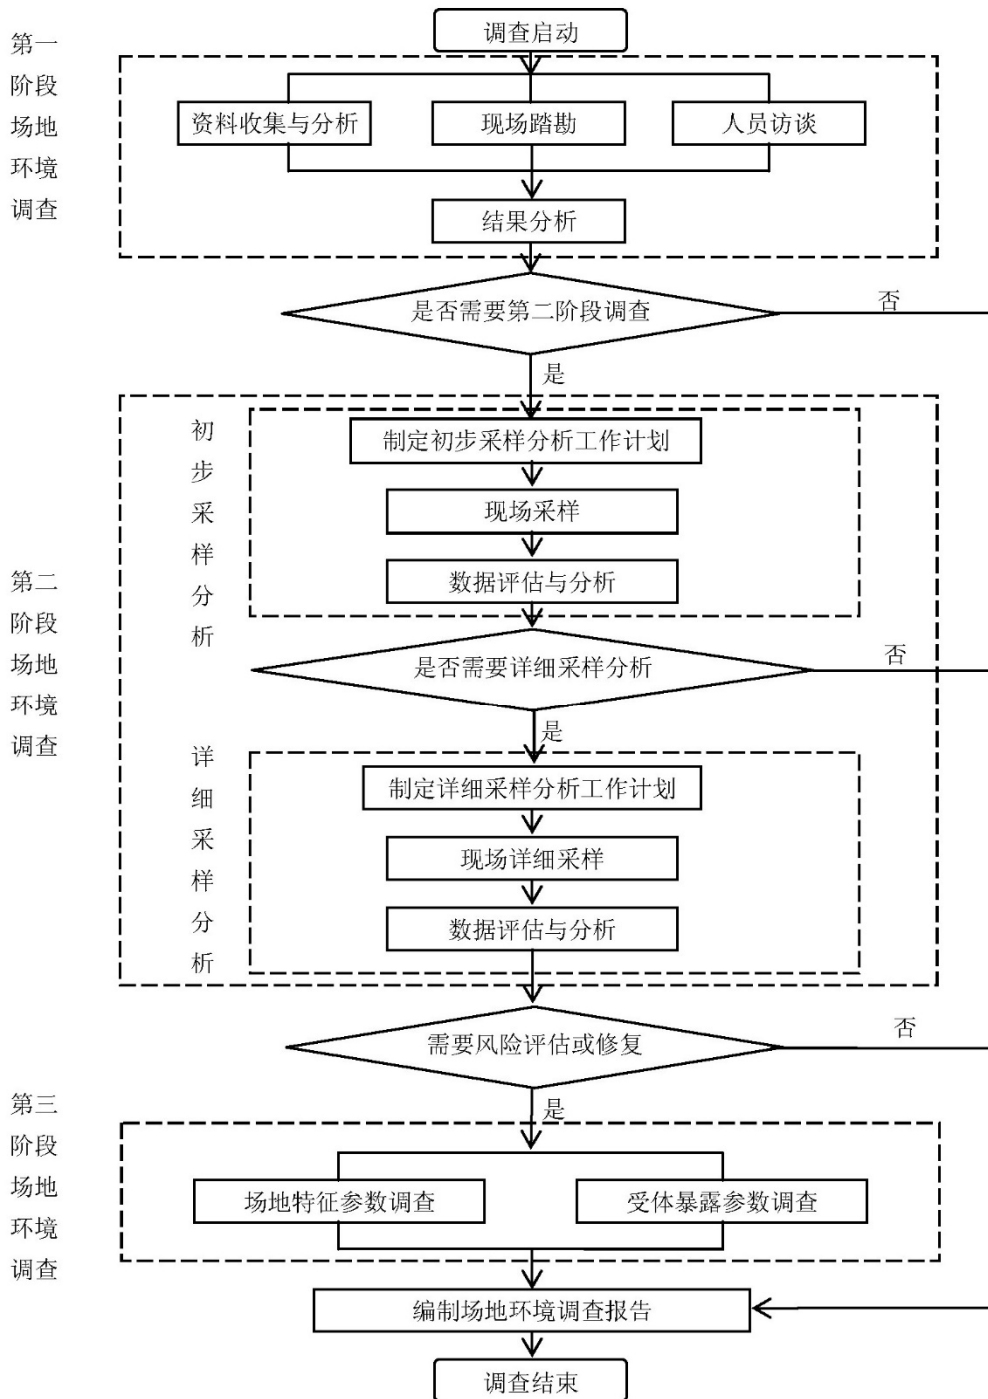 调查启动
第一
阶段
场地
环境
调查
资料收集与分析
现场踏勘
人员访谈
结果分析
是否需要第二阶段调查
否
是
第二
阶段
场地
环境
调查
初步采样分析
制定初步采样分析工作计划
现场采样
数据评估与分析
是否需要详细采样分析
否
是
详细采样分析
制定详细采样分析工作计划
现场详细采样
数据评估与分析
需要风险评估或修复
否
是
第三
阶段
场地
环境
调查
场地特征参数调查
受体暴露参数调查
编制场地环境调查报告
调查结束